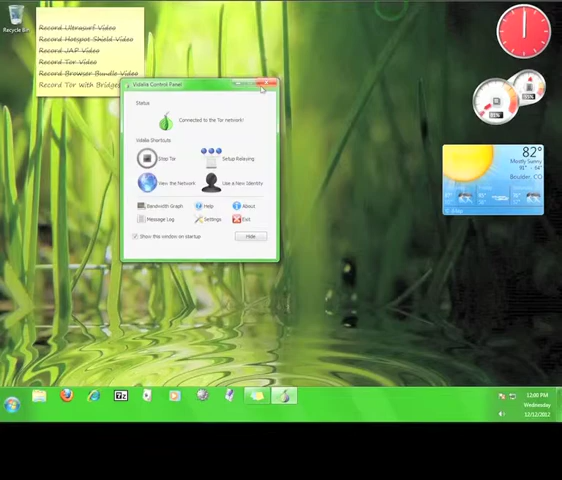 Recycle Bin
Record Ultrasurf Video
Record Hotspot Shield Video
Record JAP Video
Record Tor Video
Record Browser Bundle Video
Record Tor with Bridges
Vidalia Control Panel
Status
Connected to the Tor network!
Vidalia Shortcuts
Stop Tor
Setup Relaying
View the Network
Use a New Identity
Bandwidth Graph
Help
About
Message Log
Settings
Exit
Show this window on startup
Hide
82°
Mostly Sunny
Boulder, CO
12:00 PM
Wednesday
12/12/2012